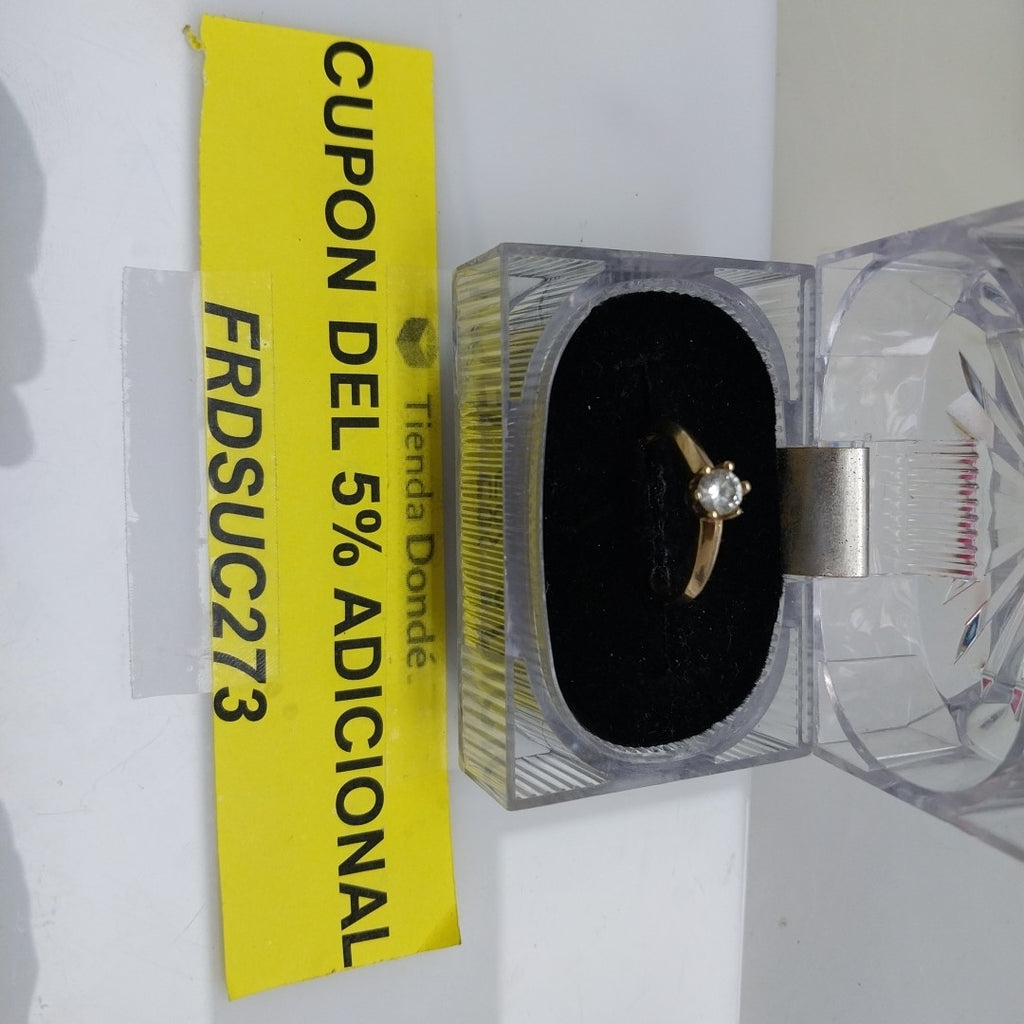 Tienda Dondé.
CUPON DEL 5% ADICIONAL
FRDSUC273